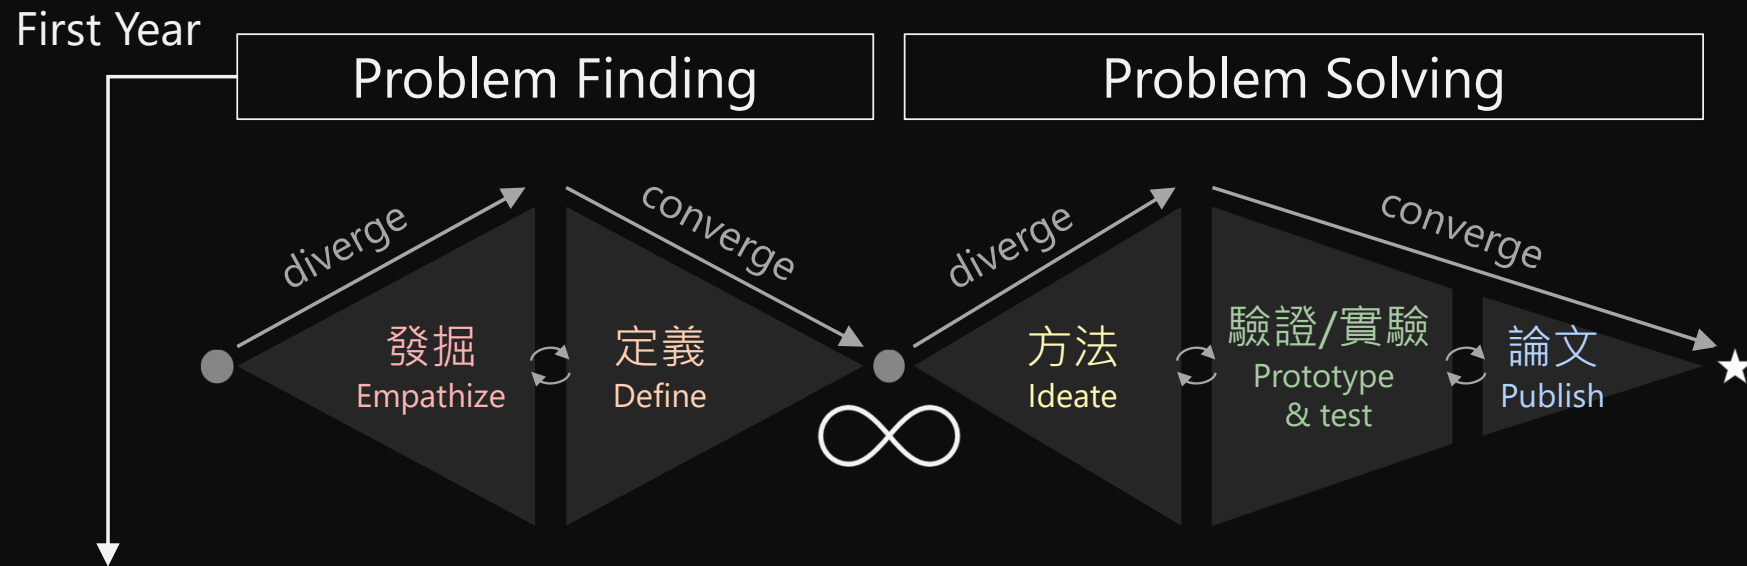 First Year
Problem Finding
Problem Solving
diverge
converge
diverge
converge
發掘
Empathize
定義
Define
方法
Ideate
驗證/實驗
Prototype
& test
論文
Publish